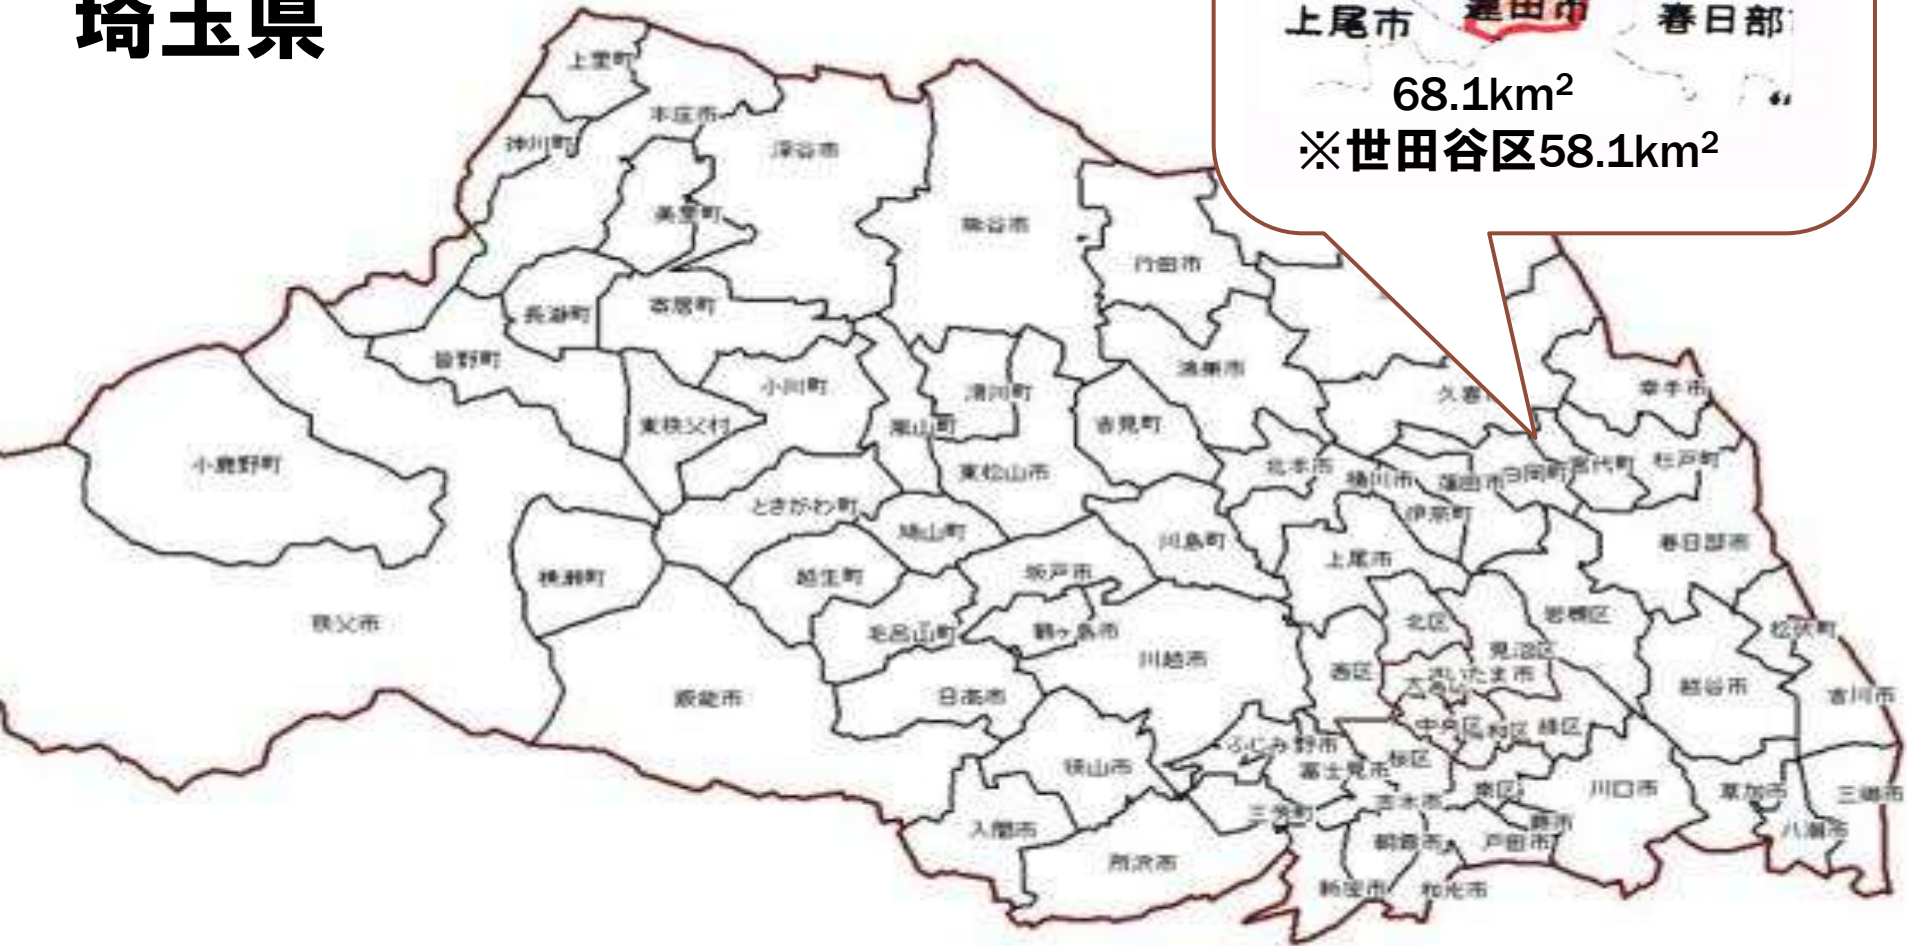 埼玉県
上尾市
蓮田市
春日部
68.1km²
※世田谷区58.1km²
上里町
本庄市
神川町
深谷市
美里町
熊谷市
行田市
長瀞町
寄居町
皆野町
小川町
滑川町
鴻巣市
久喜
幸手市
東秩父村
嵐山町
吉見町
小鹿野町
東松山市
北本市
桶川市
蓮田市
白岡町
宮代町
杉戸町
ときがわ町
鳩山町
伊奈町
川島町
上尾市
春日部市
横瀬町
越生町
坂戸市
秩父市
毛呂山町
鶴ヶ島市
北区
岩槻区
松伏町
川越市
西区
見沼区
さいたま市
越谷市
吉川市
飯能市
日高市
中央区
緑区
ふじみ野市
桜区
狭山市
富士見市
南区
川口市
草加市
三郷市
三芳町
志木市
入間市
蕨市
八潮市
朝霞市
戸田市
所沢市
新座市
和光市